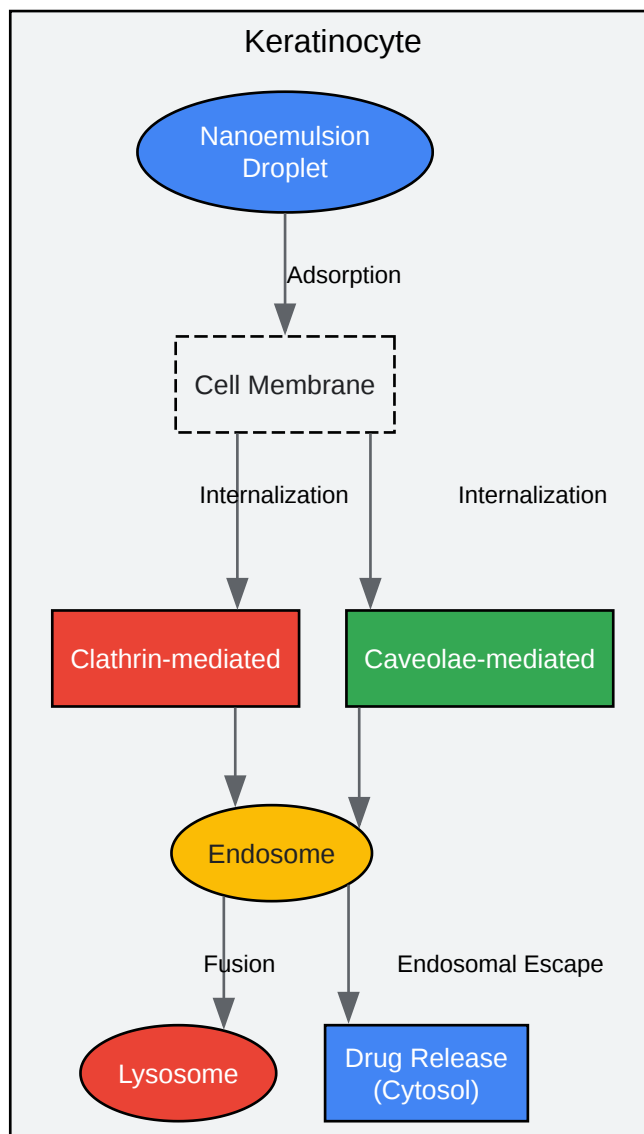 Keratinocyte
Nanoemulsion
Droplet
Adsorption
Cell Membrane
Internalization
Internalization
Clathrin-mediated
Caveolae-mediated
Endosome
Fusion
Endosomal Escape
Lysosome
Drug Release
(Cytosol)